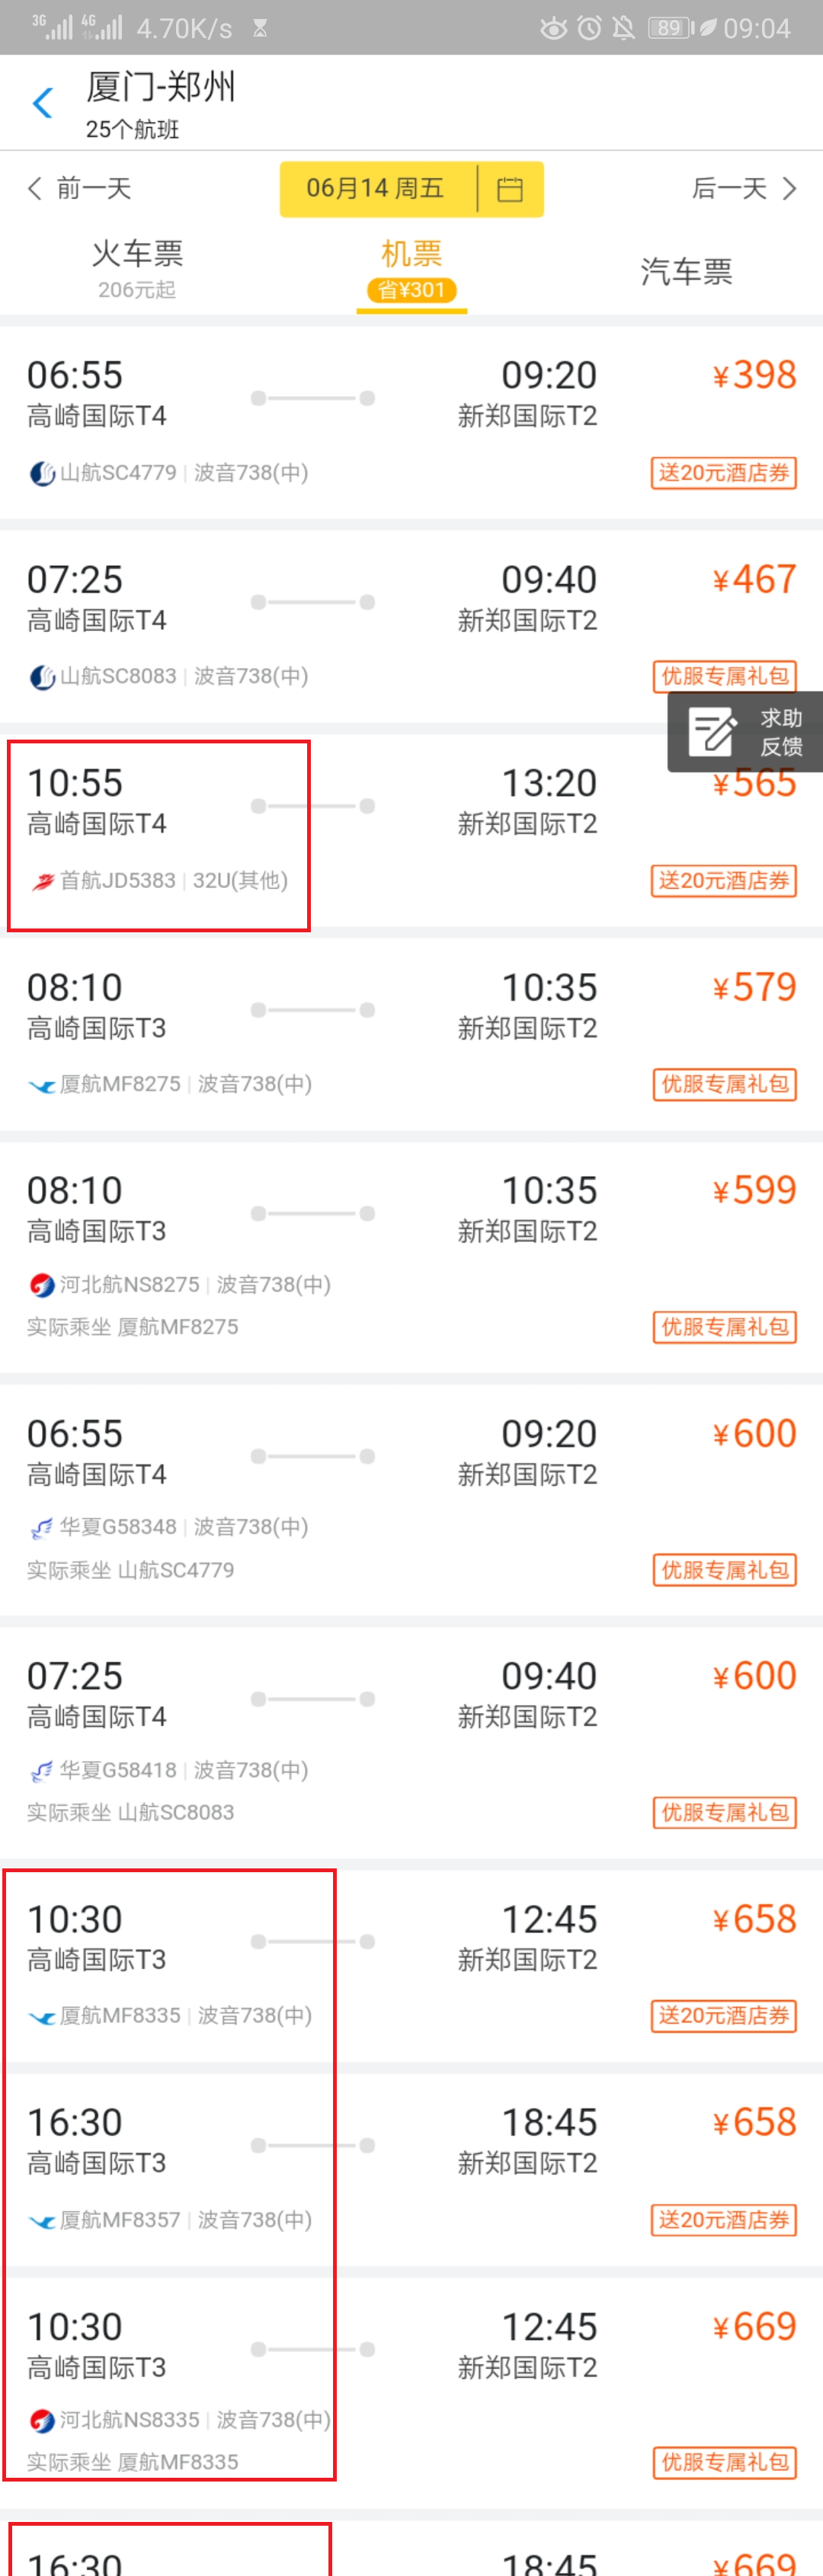 3G 4G 4.70K/s 89 09:04
厦门-郑州
25个航班
前一天 06月14 周五 后一天
火车票 机票 汽车票
206元起 省¥301
06:55 09:20 ¥398
高崎国际T4 新郑国际T2
山航SC4779 | 波音738(中) 送20元酒店券
07:25 09:40 ¥467
高崎国际T4 新郑国际T2
山航SC8083 | 波音738(中) 优服专属礼包
求助
反馈
10:55 13:20 ¥565
高崎国际T4 新郑国际T2
首航JD5383 | 32U(其他) 送20元酒店券
08:10 10:35 ¥579
高崎国际T3 新郑国际T2
厦航MF8275 | 波音738(中) 优服专属礼包
08:10 10:35 ¥599
高崎国际T3 新郑国际T2
河北航NS8275 | 波音738(中)
实际乘坐 厦航MF8275 优服专属礼包
06:55 09:20 ¥600
高崎国际T4 新郑国际T2
华夏G58348 | 波音738(中)
实际乘坐 山航SC4779 优服专属礼包
07:25 09:40 ¥600
高崎国际T4 新郑国际T2
华夏G58418 | 波音738(中)
实际乘坐 山航SC8083 优服专属礼包
10:30 12:45 ¥658
高崎国际T3 新郑国际T2
厦航MF8335 | 波音738(中) 送20元酒店券
16:30 18:45 ¥658
高崎国际T3 新郑国际T2
厦航MF8357 | 波音738(中) 送20元酒店券
10:30 12:45 ¥669
高崎国际T3 新郑国际T2
河北航NS8335 | 波音738(中)
实际乘坐 厦航MF8335 优服专属礼包
16:30 18:45 ¥669